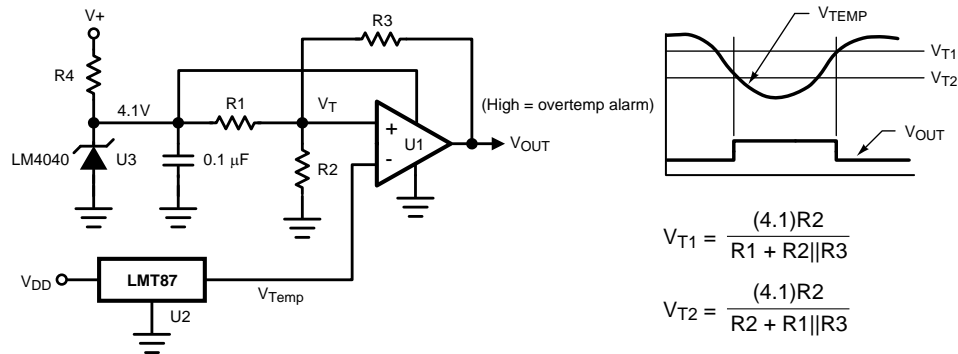 V+
R3
R4
4.1V
R1
VT
LM4040
U3
0.1 µF
R2
+
-
U1
(High = overtemp alarm)
VOUT
VDD
LMT87
U2
VTemp
VTEMP
VT1
VT2
VOUT
VT1 = (4.1)R2 / R1 + R2||R3
VT2 = (4.1)R2 / R2 + R1||R3